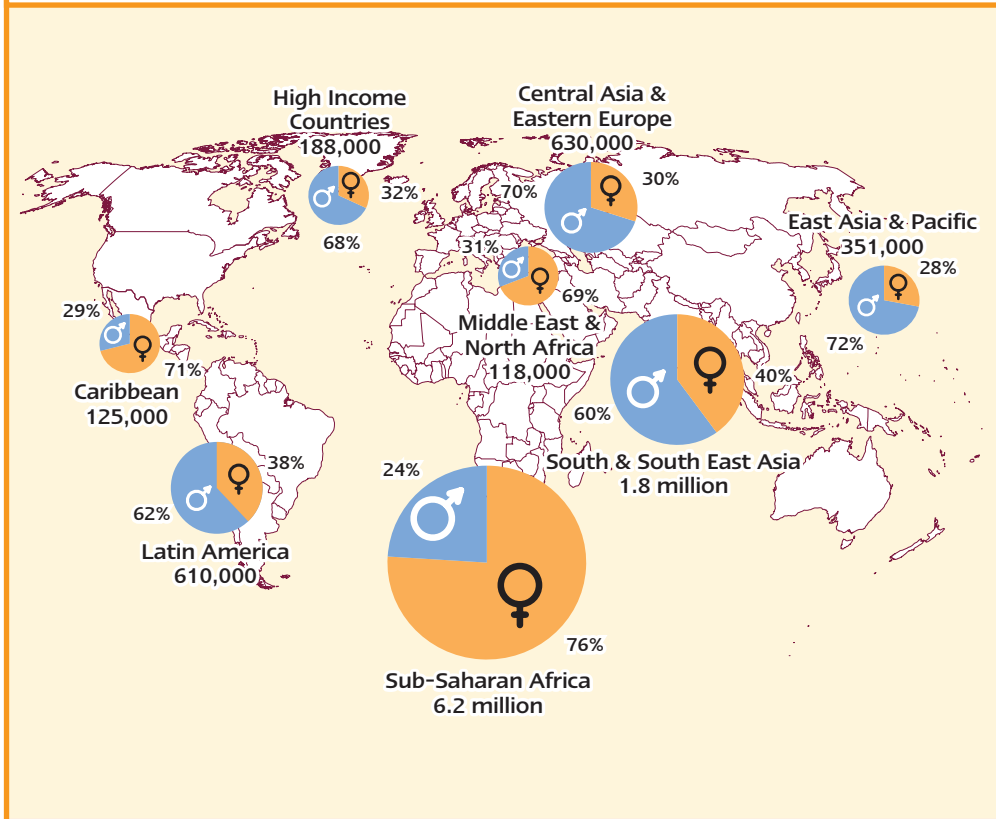 High Income
Countries
188,000
32%
68%
Central Asia &
Eastern Europe
630,000
70%
30%
East Asia & Pacific
351,000
28%
72%
31%
69%
Middle East &
North Africa
118,000
29%
71%
Caribbean
125,000
40%
60%
South & South East Asia
1.8 million
38%
62%
Latin America
610,000
24%
76%
Sub-Saharan Africa
6.2 million